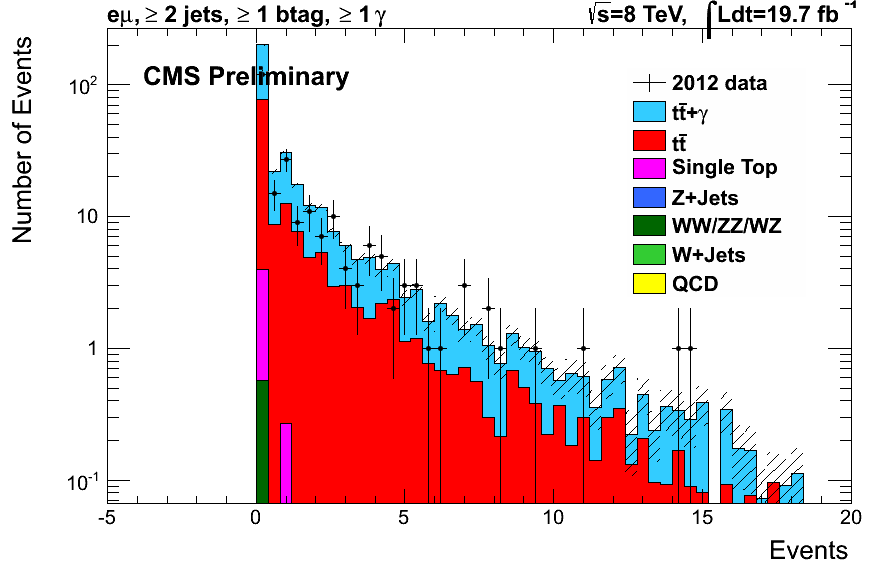 eμ, ≥ 2 jets, ≥ 1 btag, ≥ 1 γ
√s=8 TeV, ∫Ldt=19.7 fb⁻¹
CMS Preliminary
Number of Events
10²
10
1
10⁻¹
2012 data
tt̄+γ
tt̄
Single Top
Z+Jets
WW/ZZ/WZ
W+Jets
QCD
-5
0
5
10
15
20
Events